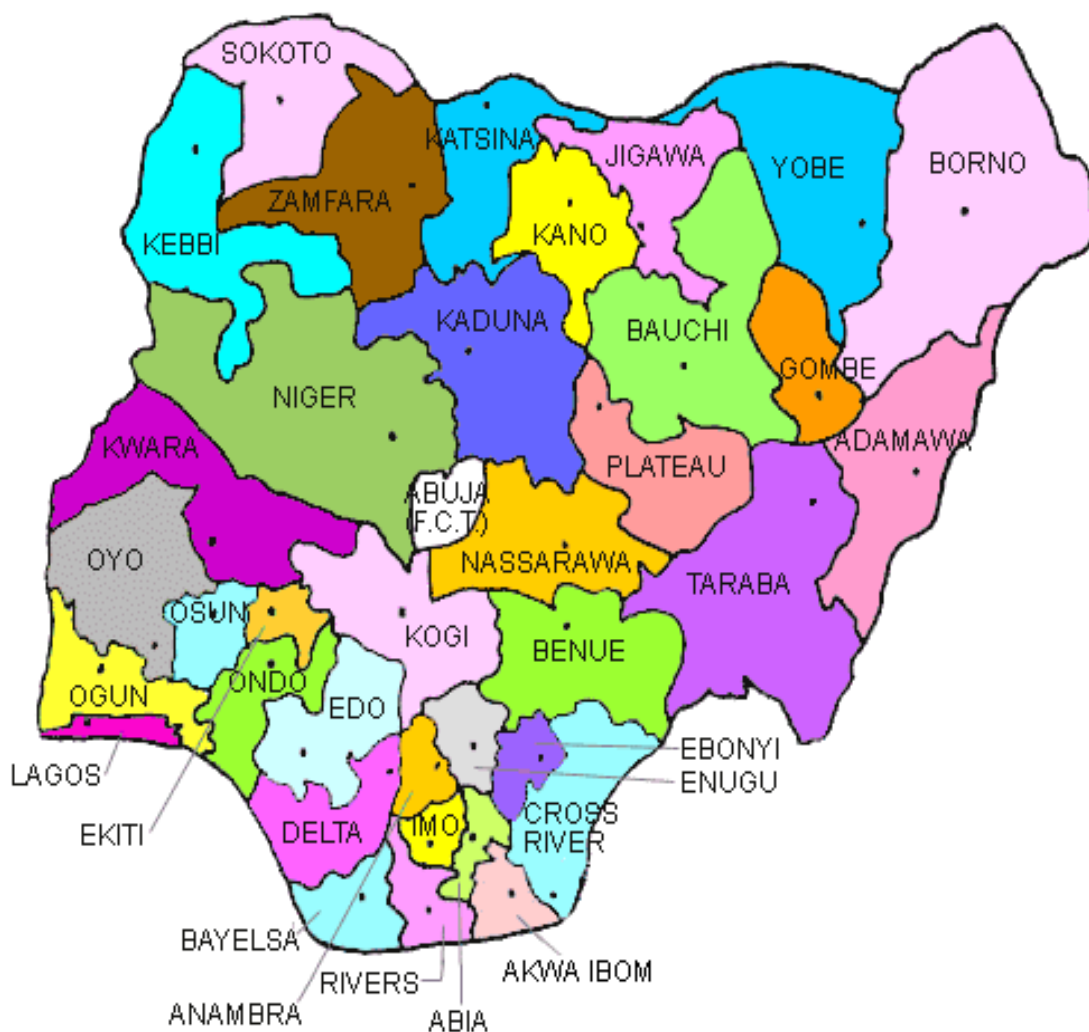 SOKOTO
KATSINA
JIGAWA
YOBE
BORNO
ZAMFARA
KEBBI
KANO
KADUNA
BAUCHI
GOMBE
NIGER
ADAMAWA
KWARA
PLATEAU
ABUJA
(F.C.T.)
NASSARAWA
OYO
TARABA
OSUN
KOGI
BENUE
OGUN
ONDO
EDO
EBONYI
LAGOS
ENUGU
EKITI
DELTA
IMO
CROSS
RIVER
BAYELSA
RIVERS
AKWA IBOM
ANAMBRA
ABIA